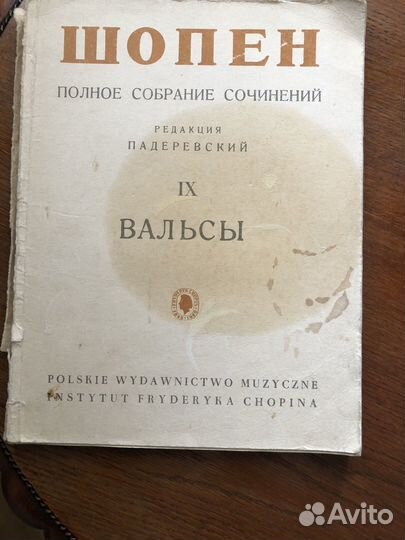 ШОПЕН
ПОЛНОЕ СОБРАНИЕ СОЧИНЕНИЙ
РЕДАКЦИЯ
ПАДЕРЕВСКИЙ
IX
ВАЛЬСЫ
POLSKIE WYDAWNICTWO MUZYCZNE
INSTYTUT FRYDERYKA CHOPINA
Avito